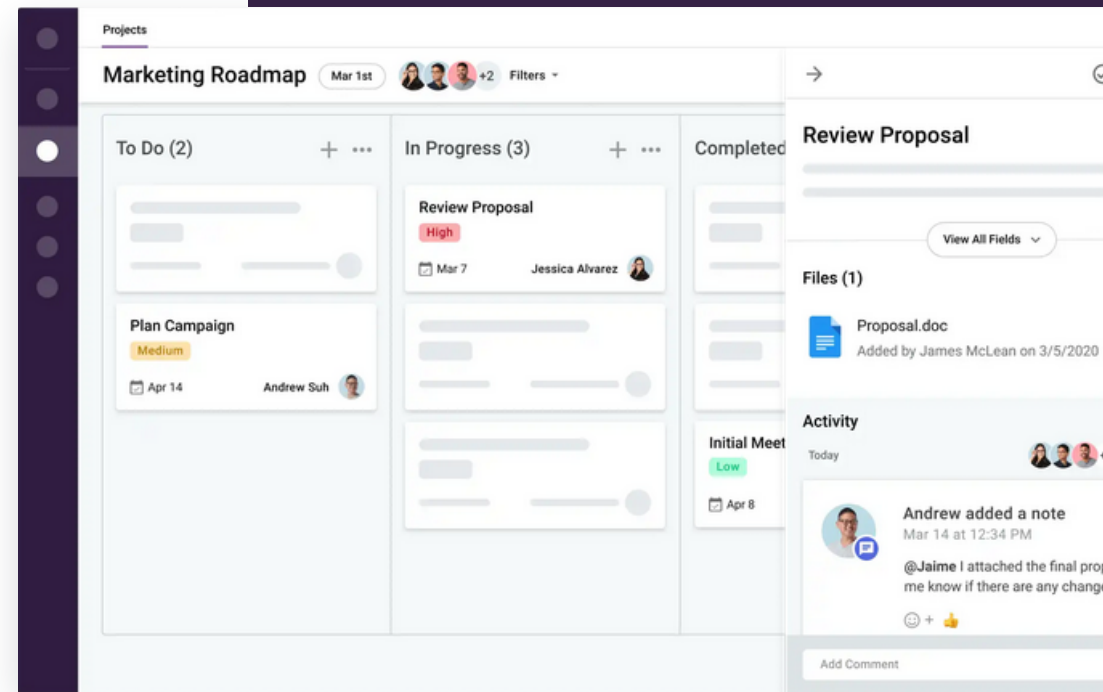 Projects
Marketing Roadmap
Mar 1st
+2
Filters
To Do (2)
Plan Campaign
Medium
Apr 14
Andrew Suh
In Progress (3)
Review Proposal
High
Mar 7
Jessica Alvarez
Completed
Initial Meet
Low
Apr 8
Review Proposal
View All Fields
Files (1)
Proposal.doc
Added by James McLean on 3/5/2020
Activity
Today
Andrew added a note
Mar 14 at 12:34 PM
@Jaime I attached the final prop
me know if there are any change
Add Comment